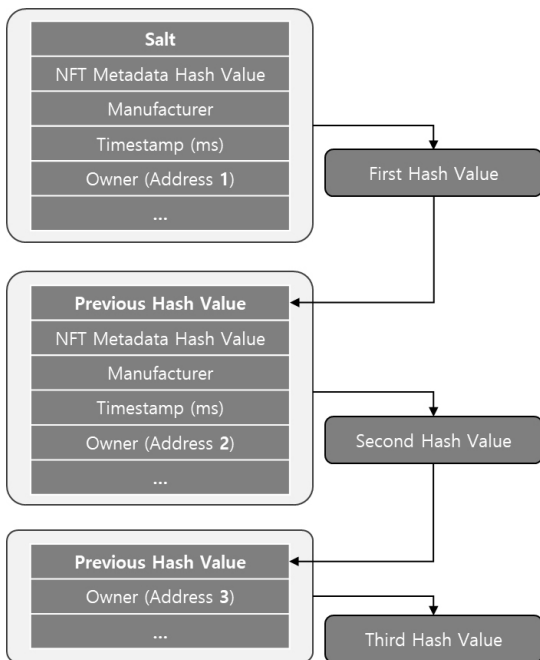 Salt
NFT Metadata Hash Value
Manufacturer
Timestamp (ms)
Owner (Address 1)
...
First Hash Value
Previous Hash Value
NFT Metadata Hash Value
Manufacturer
Timestamp (ms)
Owner (Address 2)
...
Second Hash Value
Previous Hash Value
Owner (Address 3)
...
Third Hash Value